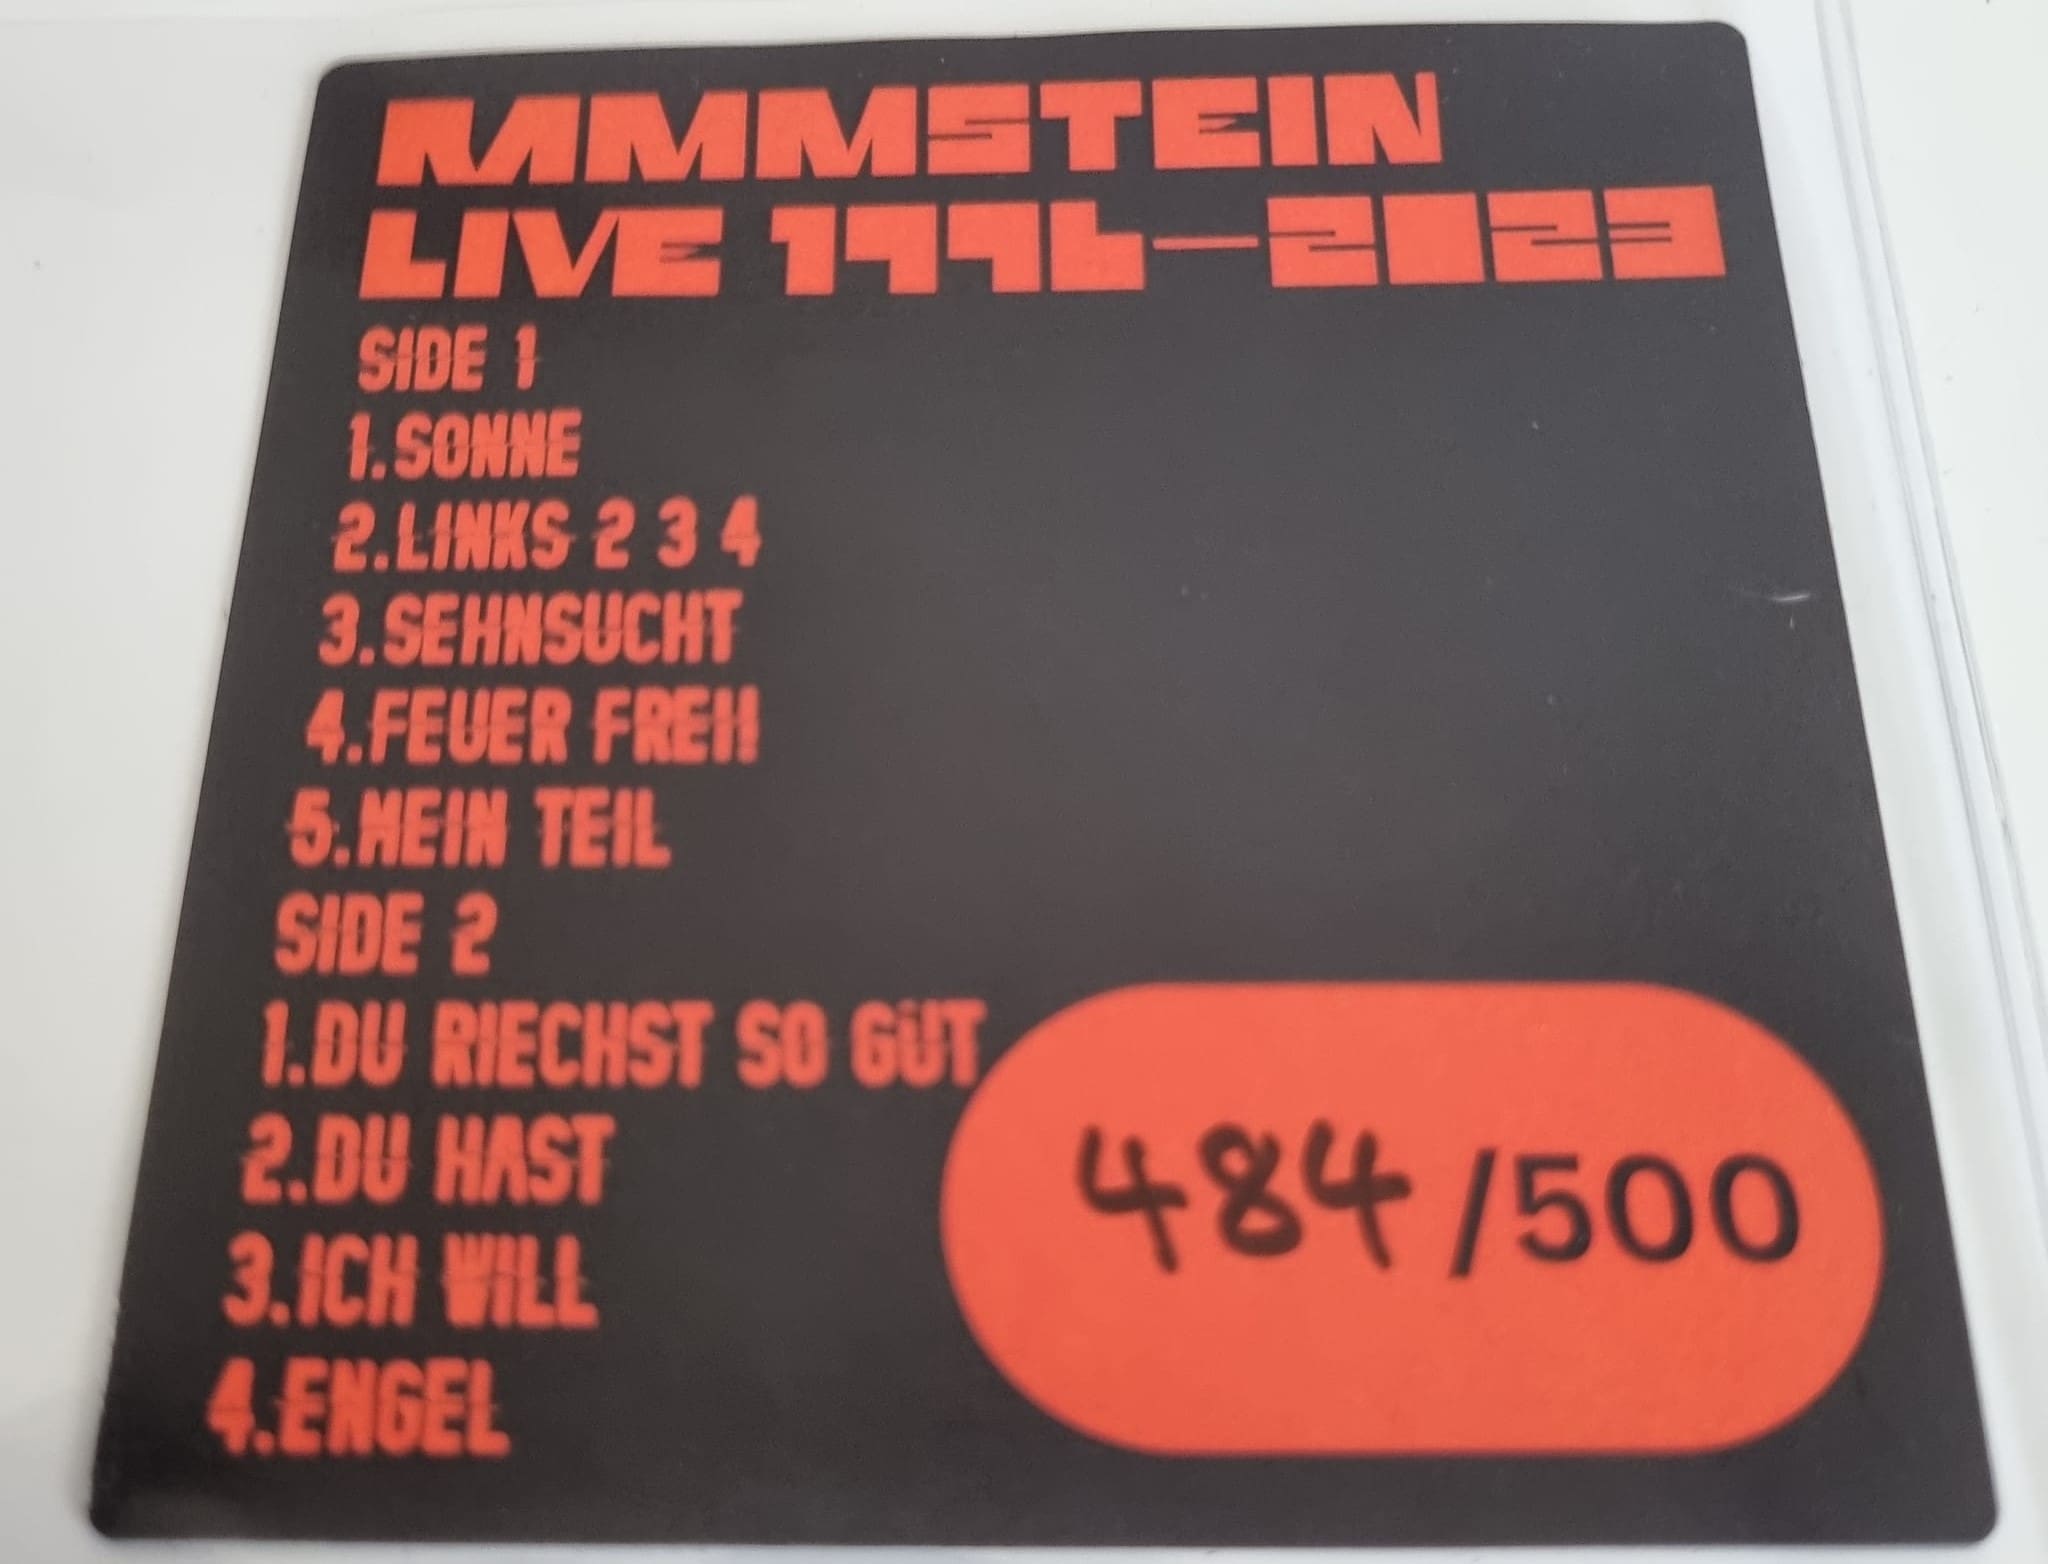 RAMMSTEIN
LIVE 1996—2023
SIDE 1
1.SONNE
2.LINKS 2 3 4
3.SEHNSUCHT
4.FEUER FREI!
5.MEIN TEIL
SIDE 2
1.DU RIECHST SO GÜT
2.DU HAST
3.ICH WILL
4.ENGEL
484/500